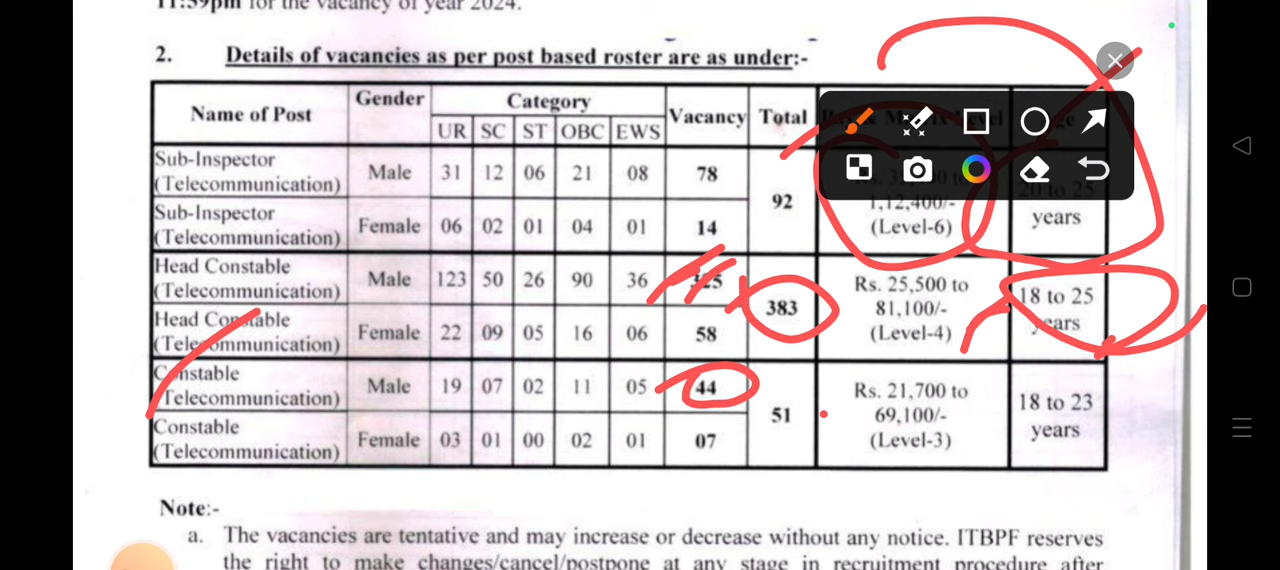 11:59pm for the vacancy of year 2024.
2. Details of vacancies as per post based roster are as under:-
Name of Post Gender Category Vacancy Total
UR SC ST OBC EWS
Sub-Inspector (Telecommunication) Male 31 12 06 21 08 78 92 1,12,400/- (Level-6) 20 to 25 years
Sub-Inspector (Telecommunication) Female 06 02 01 04 01 14
Head Constable (Telecommunication) Male 123 50 26 90 36 325 383 Rs. 25,500 to 81,100/- (Level-4) 18 to 25 years
Head Constable (Telecommunication) Female 22 09 05 16 06 58
Constable (Telecommunication) Male 19 07 02 11 05 44 51 Rs. 21,700 to 69,100/- (Level-3) 18 to 23 years
Constable (Telecommunication) Female 03 01 00 02 01 07
Note:-
a. The vacancies are tentative and may increase or decrease without any notice. ITBPF reserves
the right to make changes/cancel/postpone at any stage in recruitment procedure after